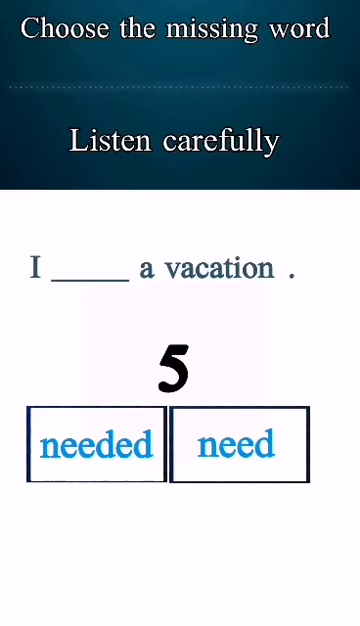 Choose the missing word
Listen carefully
I _____ a vacation .
5
needed need